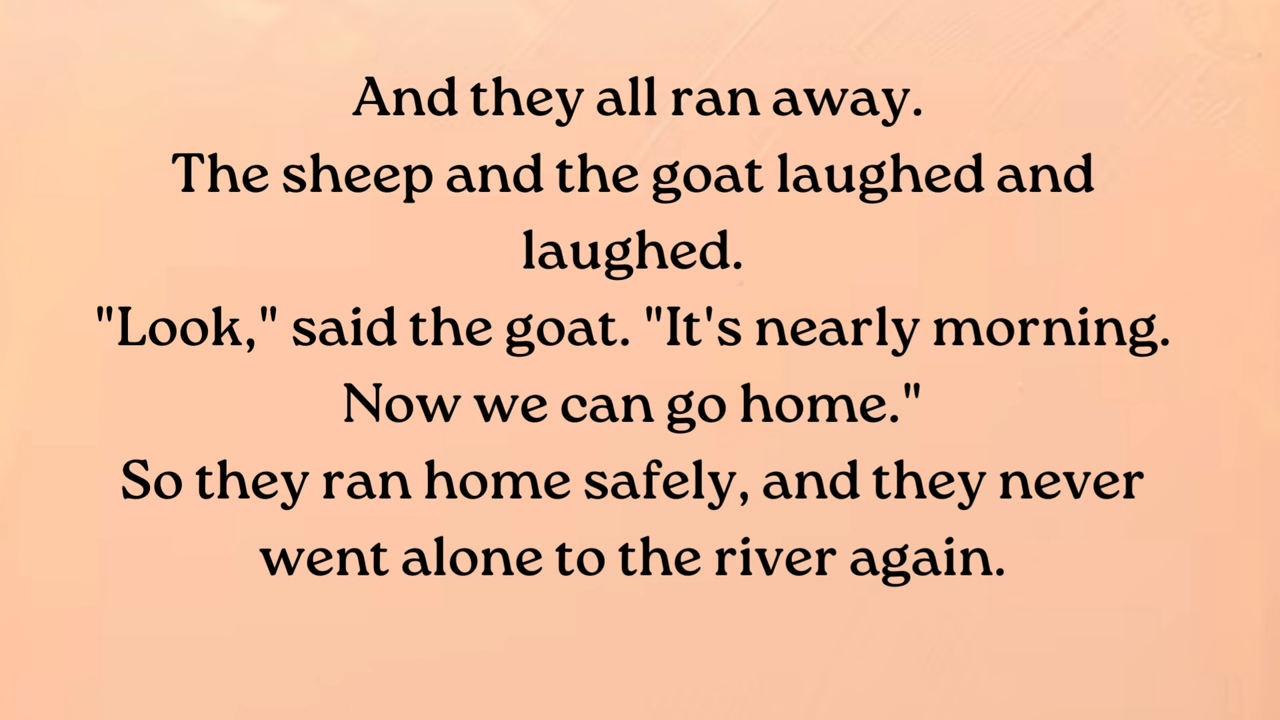 And they all ran away.
The sheep and the goat laughed and
laughed.
"Look," said the goat. "It's nearly morning.
Now we can go home."
So they ran home safely, and they never
went alone to the river again.